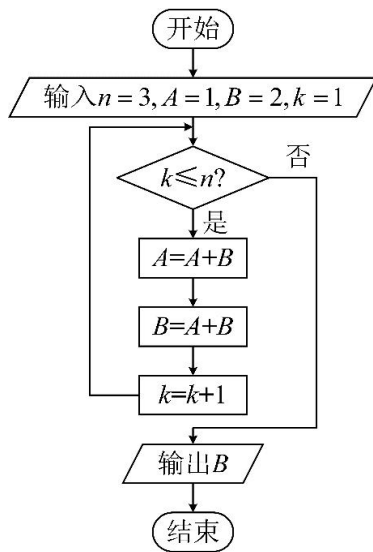 开始
输入n = 3, A = 1, B = 2, k = 1
k≤n?
否
是
A=A+B
B=A+B
k=k+1
输出B
结束